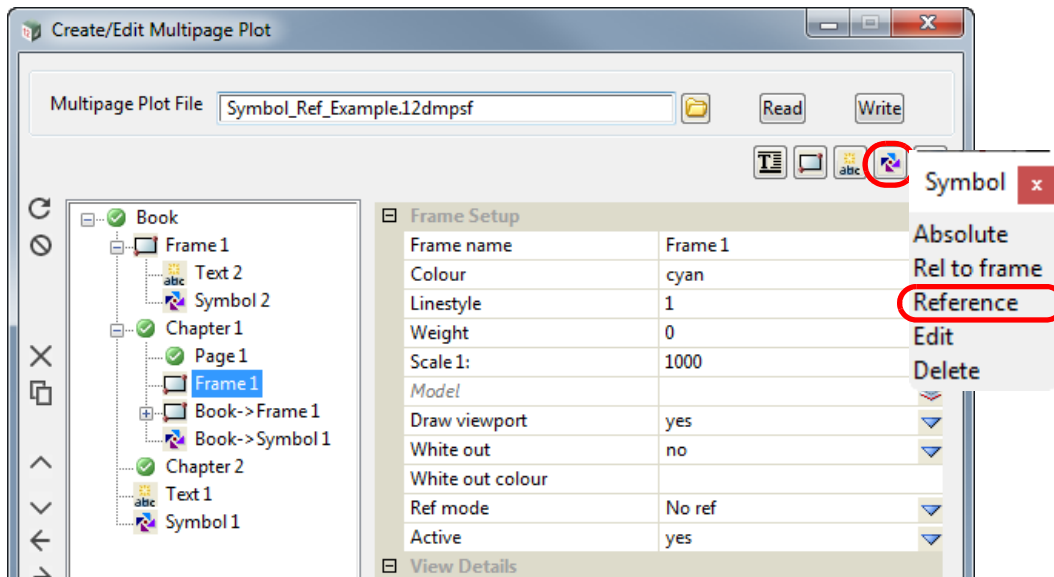 Create/Edit Multipage Plot
Multipage Plot File Symbol_Ref_Example.12dmpsf Read Write
T abc
Symbol x
Absolute
Rel to frame
Reference
Edit
Delete
Book
Frame 1
abc Text 2
Symbol 2
Chapter 1
Page 1
Frame 1
Book->Frame 1
Book->Symbol 1
Chapter 2
abc Text 1
Symbol 1
Frame Setup
Frame name Frame 1
Colour cyan
Linestyle 1
Weight 0
Scale 1: 1000
Model
Draw viewport yes
White out no
White out colour
Ref mode No ref
Active yes
View Details